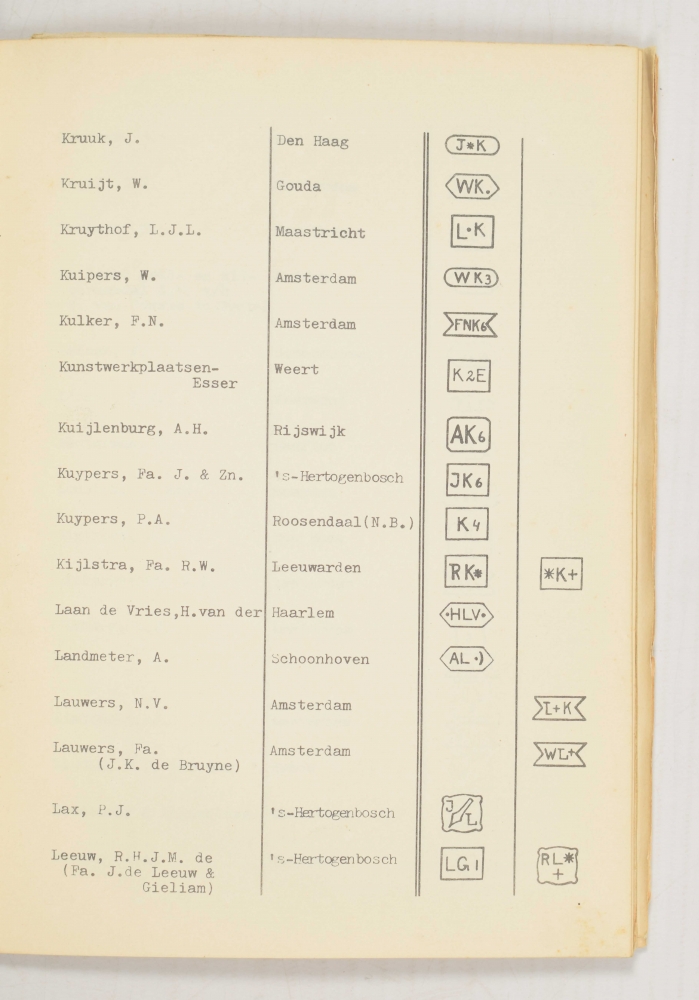 Kruuk, J. Den Haag J*K
Kruijt, W. Gouda WK.
Kruythof, L.J.L. Maastricht L·K
Kuipers, W. Amsterdam WK3
Kulker, F.N. Amsterdam FNK6
Kunstwerkplaatsen- Weert K2E
Esser
Kuijlenburg, A.H. Rijswijk AK6
Kuypers, Fa. J. & Zn. 's-Hertogenbosch JK6
Kuypers, P.A. Roosendaal(N.B.) K4
Kijlstra, Fa. R.W. Leeuwarden RK* *K+
Laan de Vries,H.van der Haarlem ·HLV·
Landmeter, A. Schoonhoven AL·)
Lauwers, N.V. Amsterdam L+K
Lauwers, Fa. Amsterdam WL+
(J.K. de Bruyne)
Lax, P.J. 's-Hertogenbosch J/L
Leeuw, R.H.J.M. de 's-Hertogenbosch LG1 RL*
(Fa. J.de Leeuw & +
Gieliam)